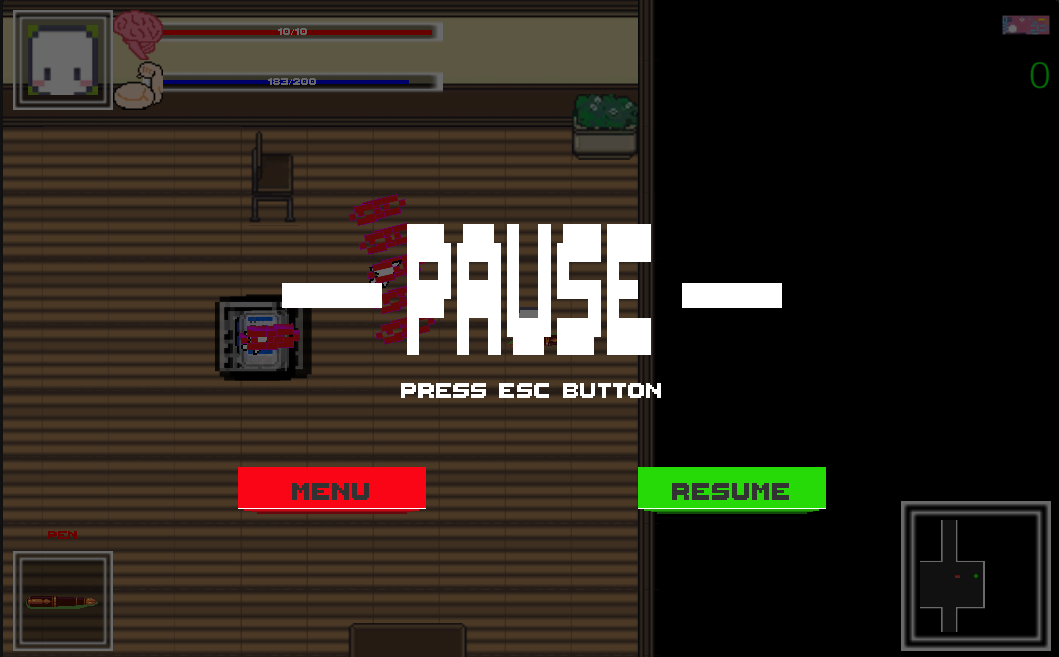 10/10
183/200
0
PAUSE
PRESS ESC BUTTON
MENU
RESUME
PEN